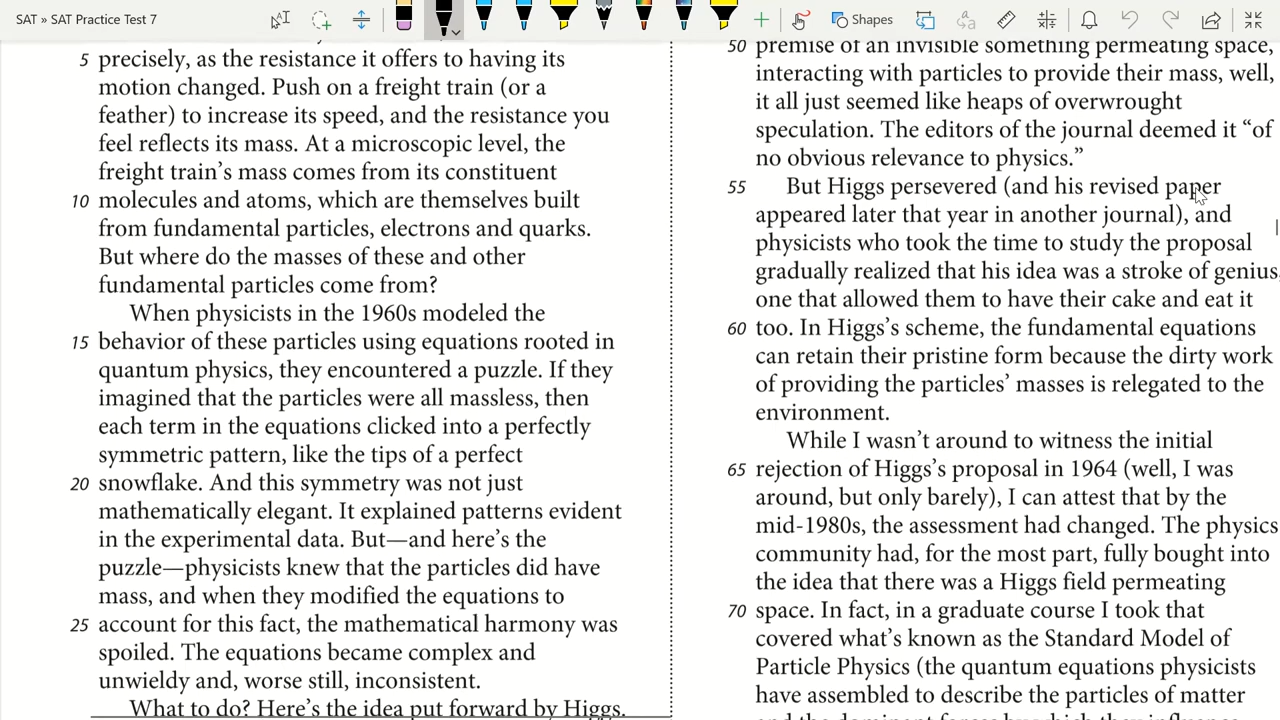 SAT » SAT Practice Test 7
Shapes
5 precisely, as the resistance it offers to having its
motion changed. Push on a freight train (or a
feather) to increase its speed, and the resistance you
feel reflects its mass. At a microscopic level, the
freight train’s mass comes from its constituent
10 molecules and atoms, which are themselves built
from fundamental particles, electrons and quarks.
But where do the masses of these and other
fundamental particles come from?
When physicists in the 1960s modeled the
15 behavior of these particles using equations rooted in
quantum physics, they encountered a puzzle. If they
imagined that the particles were all massless, then
each term in the equations clicked into a perfectly
symmetric pattern, like the tips of a perfect
20 snowflake. And this symmetry was not just
mathematically elegant. It explained patterns evident
in the experimental data. But—and here’s the
puzzle—physicists knew that the particles did have
mass, and when they modified the equations to
25 account for this fact, the mathematical harmony was
spoiled. The equations became complex and
unwieldy and, worse still, inconsistent.
What to do? Here’s the idea put forward by Higgs.
50 premise of an invisible something permeating space,
interacting with particles to provide their mass, well,
it all just seemed like heaps of overwrought
speculation. The editors of the journal deemed it “of
no obvious relevance to physics.”
55 But Higgs persevered (and his revised paper
appeared later that year in another journal), and
physicists who took the time to study the proposal
gradually realized that his idea was a stroke of genius,
one that allowed them to have their cake and eat it
60 too. In Higgs’s scheme, the fundamental equations
can retain their pristine form because the dirty work
of providing the particles’ masses is relegated to the
environment.
While I wasn’t around to witness the initial
65 rejection of Higgs’s proposal in 1964 (well, I was
around, but only barely), I can attest that by the
mid-1980s, the assessment had changed. The physics
community had, for the most part, fully bought into
the idea that there was a Higgs field permeating
70 space. In fact, in a graduate course I took that
covered what’s known as the Standard Model of
Particle Physics (the quantum equations physicists
have assembled to describe the particles of matter